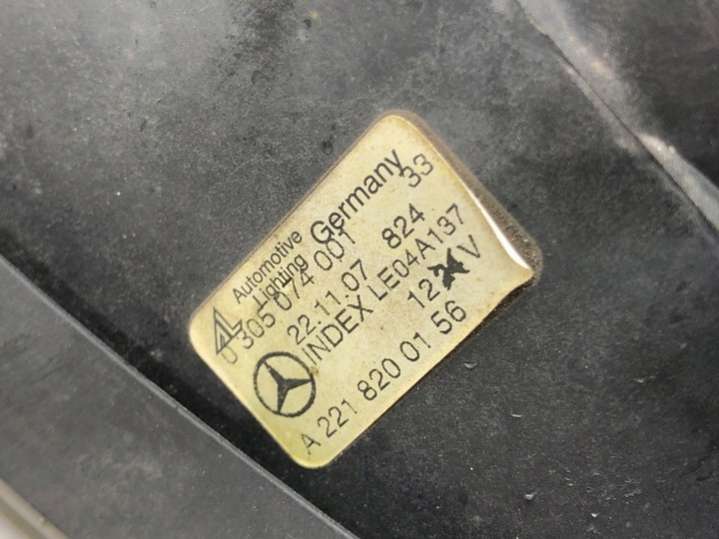 AL Automotive Lighting Germany 33
0 305 074 001
22.11.07 824
INDEX LE04A137
12 V
A 221 820 01 56